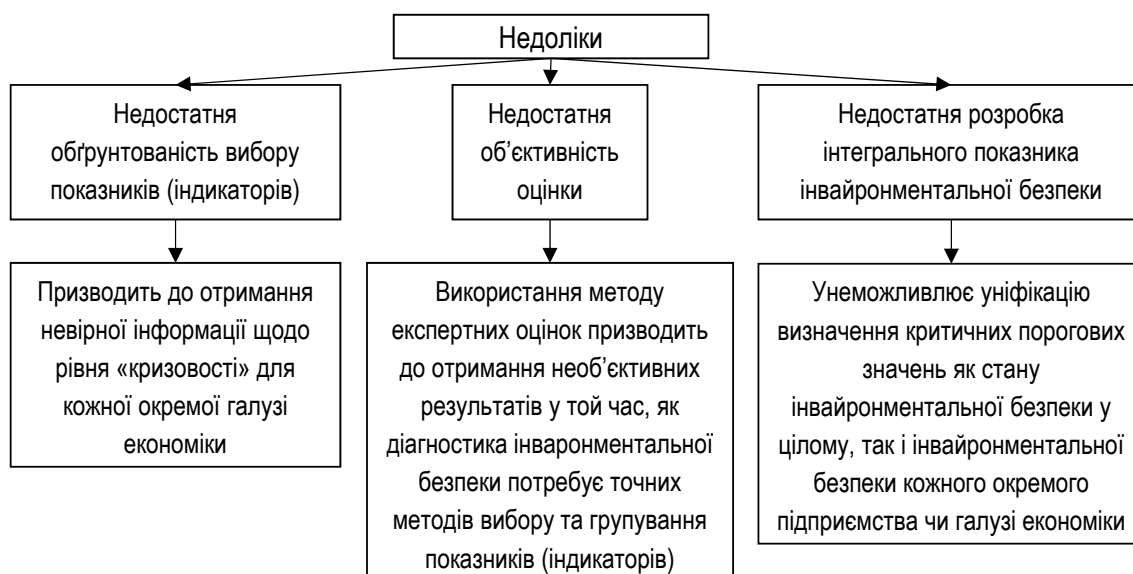 Недоліки
Недостатня
обґрунтованість вибору
показників (індикаторів)
Недостатня
об’єктивність
оцінки
Недостатня розробка
інтегрального показника
інвайронментальної безпеки
Призводить до отримання
невірної інформації щодо
рівня «кризовості» для
кожної окремої галузі
економіки
Використання методу
експертних оцінок призводить
до отримання необ’єктивних
результатів у той час, як
діагностика інваронментальної
безпеки потребує точних
методів вибору та групування
показників (індикаторів)
Унеможливлює уніфікацію
визначення критичних порогових
значень як стану
інвайронментальної безпеки у
цілому, так і інвайронментальної
безпеки кожного окремого
підприємства чи галузі економіки